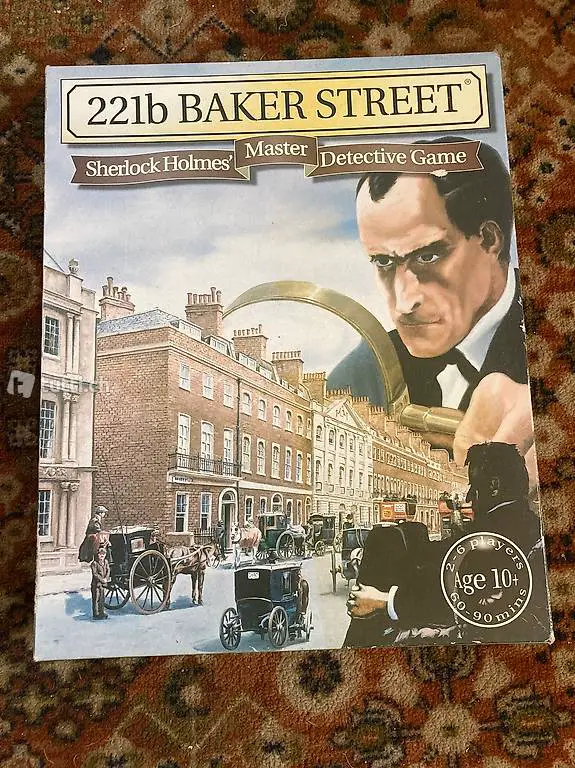 221b BAKER STREET®
Sherlock Holmes' Master Detective Game
2-6 players
Age 10+
60-90mins